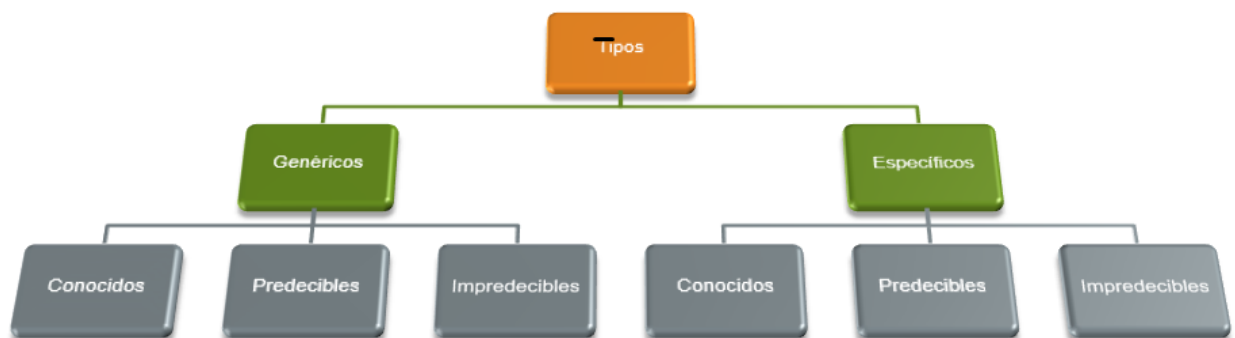 Tipos
Genéricos
Específicos
Conocidos
Predecibles
Impredecibles
Conocidos
Predecibles
Impredecibles